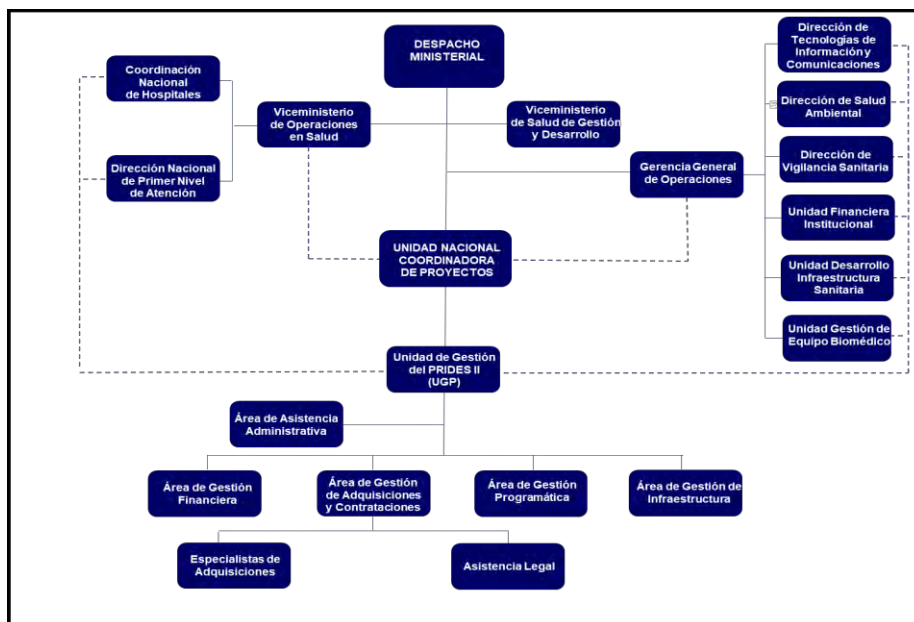 DESPACHO
MINISTERIAL
Dirección de
Tecnologías de
Información y
Comunicaciones
Coordinación
Nacional
de Hospitales
Viceministerio
de Operaciones
en Salud
Viceministerio
de Salud de Gestión
y Desarrollo
Dirección de Salud
Ambiental
Dirección Nacional
de Primer Nivel
de Atención
Gerencia General
de Operaciones
Dirección de
Vigilancia Sanitaria
Unidad Financiera
Institucional
UNIDAD NACIONAL
COORDINADORA
DE PROYECTOS
Unidad Desarrollo
Infraestructura
Sanitaria
Unidad Gestión de
Equipo Biomédico
Unidad de Gestión
del PRIDES II
(UGP)
Área de Asistencia
Administrativa
Área de Gestión
Financiera
Área de Gestión
de Adquisiciones
y Contrataciones
Área de Gestión
Programática
Área de Gestión de
Infraestructura
Especialistas de
Adquisiciones
Asistencia Legal